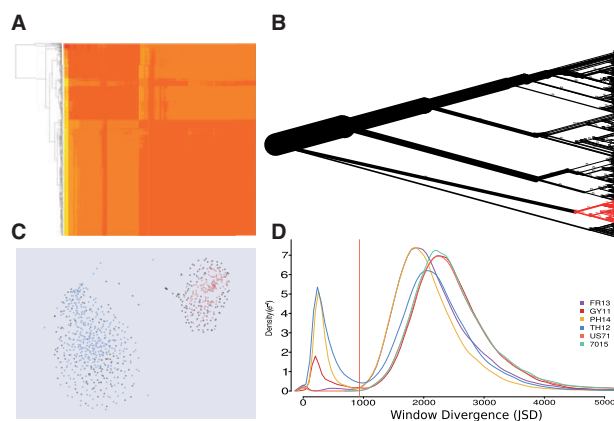 A
B
C
D
7
6
5
4
3
2
1
0
Density(e⁴)
FR13
GY11
PH14
TH12
US71
7015
0 1000 2000 3000 4000 5000
Window Divergence (JSD)